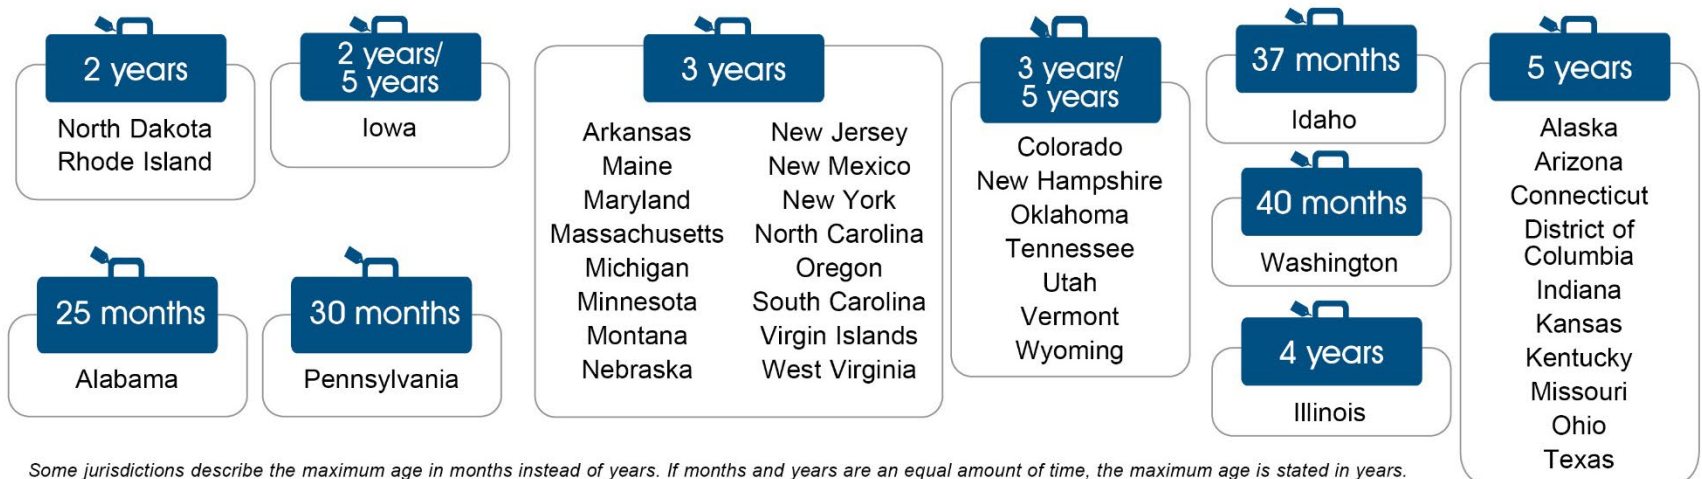 2 years
North Dakota
Rhode Island
2 years/
5 years
Iowa
25 months
Alabama
30 months
Pennsylvania
3 years
Arkansas
Maine
Maryland
Massachusetts
Michigan
Minnesota
Montana
Nebraska
New Jersey
New Mexico
New York
North Carolina
Oregon
South Carolina
Virgin Islands
West Virginia
3 years/
5 years
Colorado
New Hampshire
Oklahoma
Tennessee
Utah
Vermont
Wyoming
37 months
Idaho
40 months
Washington
4 years
Illinois
5 years
Alaska
Arizona
Connecticut
District of
Columbia
Indiana
Kansas
Kentucky
Missouri
Ohio
Texas
Some jurisdictions describe the maximum age in months instead of years. If months and years are an equal amount of time, the maximum age is stated in years.